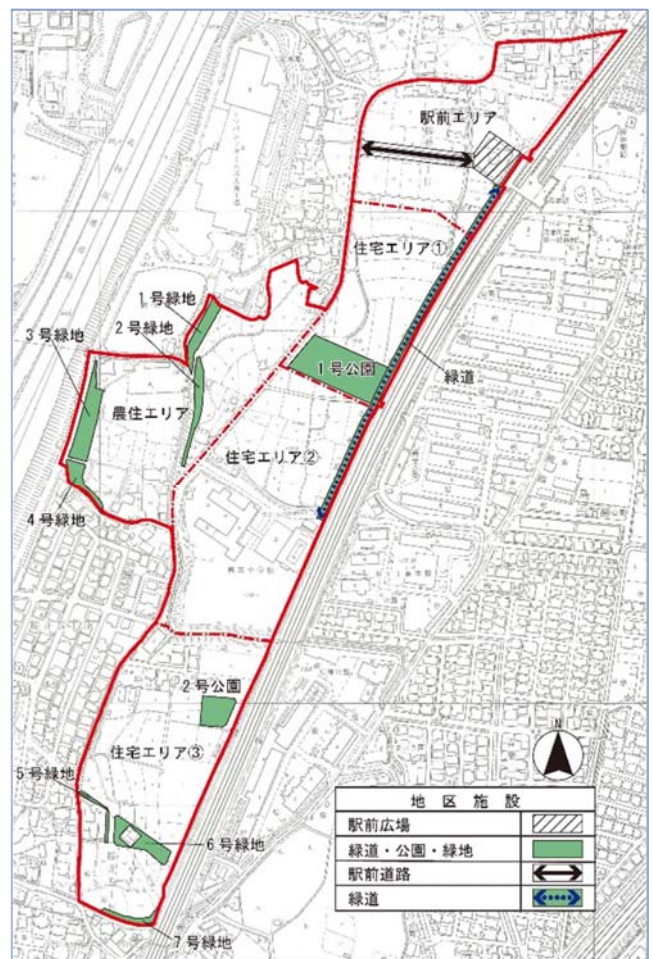 駅前エリア
住宅エリア①
1号緑地
2号緑地
3号緑地
1号公園
緑道
農住エリア
住宅エリア②
4号緑地
2号公園
住宅エリア③
5号緑地
6号緑地
7号緑地
N
地区施設
駅前広場
緑道・公園・緑地
駅前道路
緑道